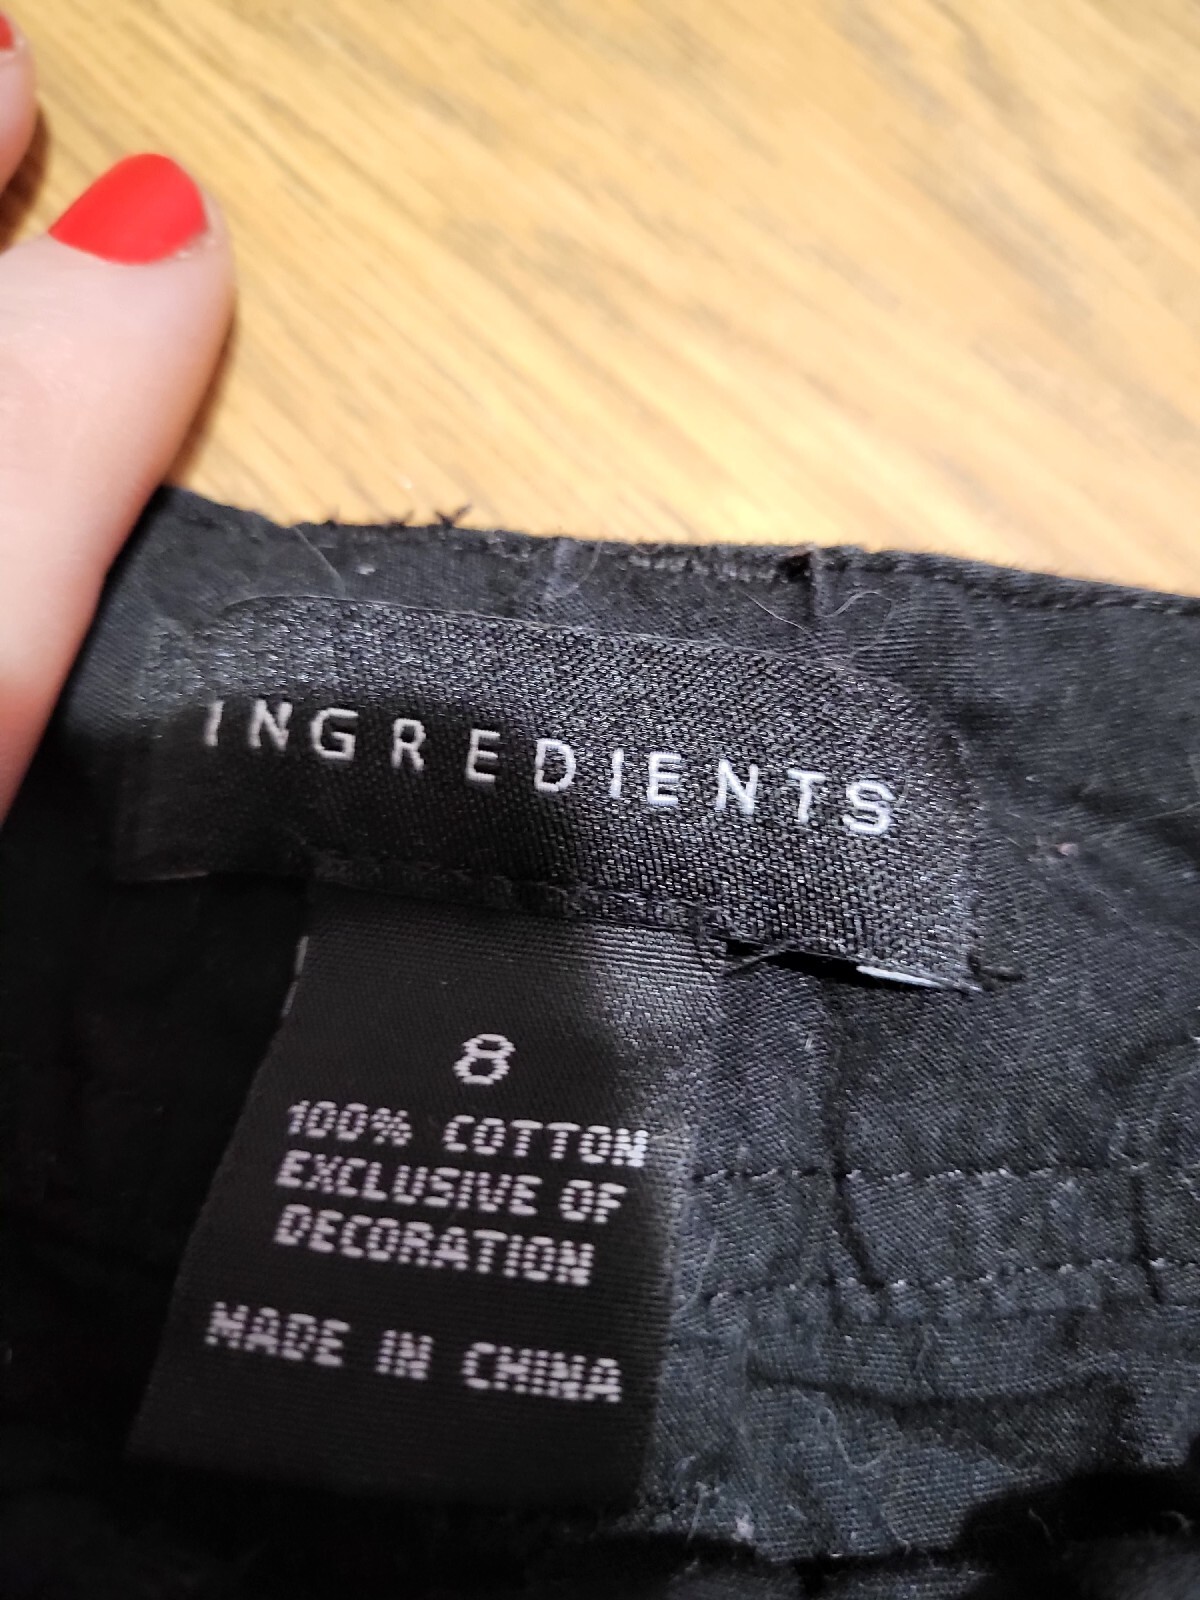 INGREDIENTS
8
100% COTTON
EXCLUSIVE OF
DECORATION
MADE IN CHINA